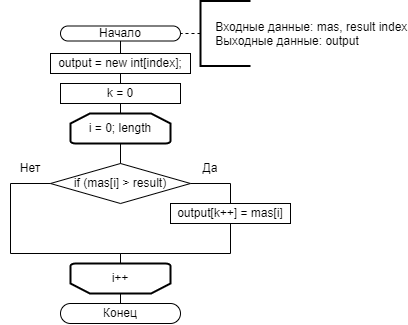 Начало
Входные данные: mas, result index
Выходные данные: output
output = new int[index];
k = 0
i = 0; length
Нет
if (mas[i] > result)
Да
output[k++] = mas[i]
i++
Конец